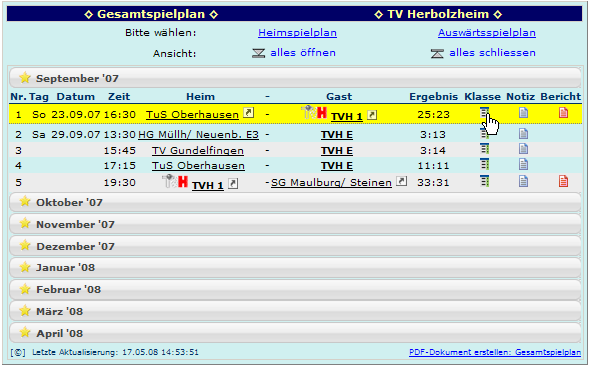 ◇ Gesamtspielplan ◇ ◇ TV Herbolzheim ◇
Bitte wählen: Heimspielplan Auswärtsspielplan
Ansicht: alles öffnen alles schliessen
September '07
Nr. Tag Datum Zeit Heim - Gast Ergebnis Klasse Notiz Bericht
1 So 23.09.07 16:30 TuS Oberhausen - H TVH 1 25:23
2 Sa 29.09.07 13:30 HG Müllh/ Neuenb. E3 - TVH E 3:13
3 15:45 TV Gundelfingen - TVH E 3:14
4 17:15 TuS Oberhausen - TVH E 11:11
5 19:30 H TVH 1 - SG Maulburg/ Steinen 33:31
Oktober '07
November '07
Dezember '07
Januar '08
Februar '08
März '08
April '08
[©] Letzte Aktualisierung: 17.05.08 14:53:51 PDF-Dokument erstellen: Gesamtspielplan